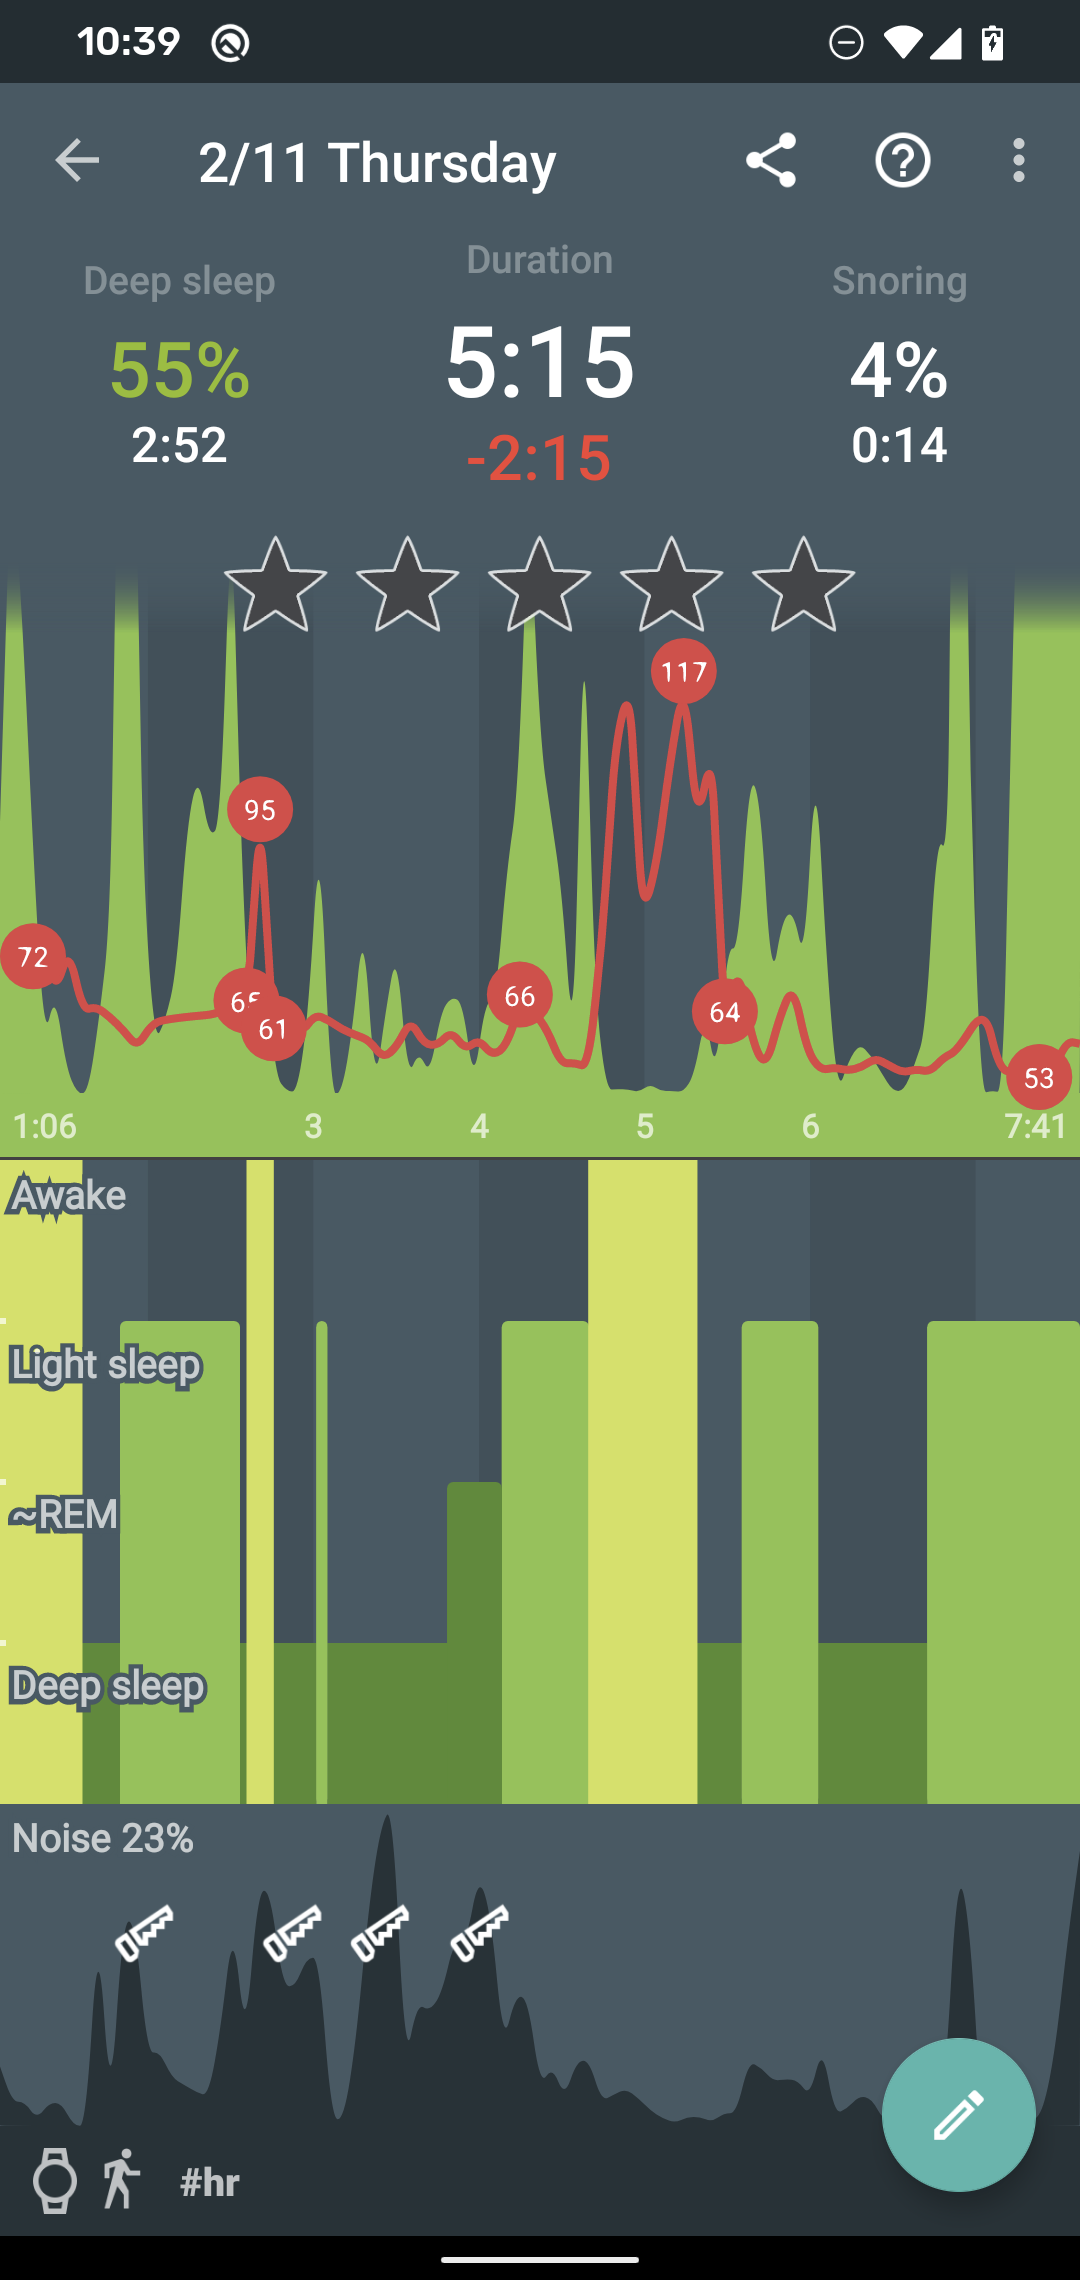 10:39
2/11 Thursday
Deep sleep
Duration
Snoring
55%
5:15
4%
2:52
-2:15
0:14
117
95
72
65
61
66
64
53
1:06 3 4 5 6 7:41
Awake
Light sleep
~REM
Deep sleep
Noise 23%
#hr